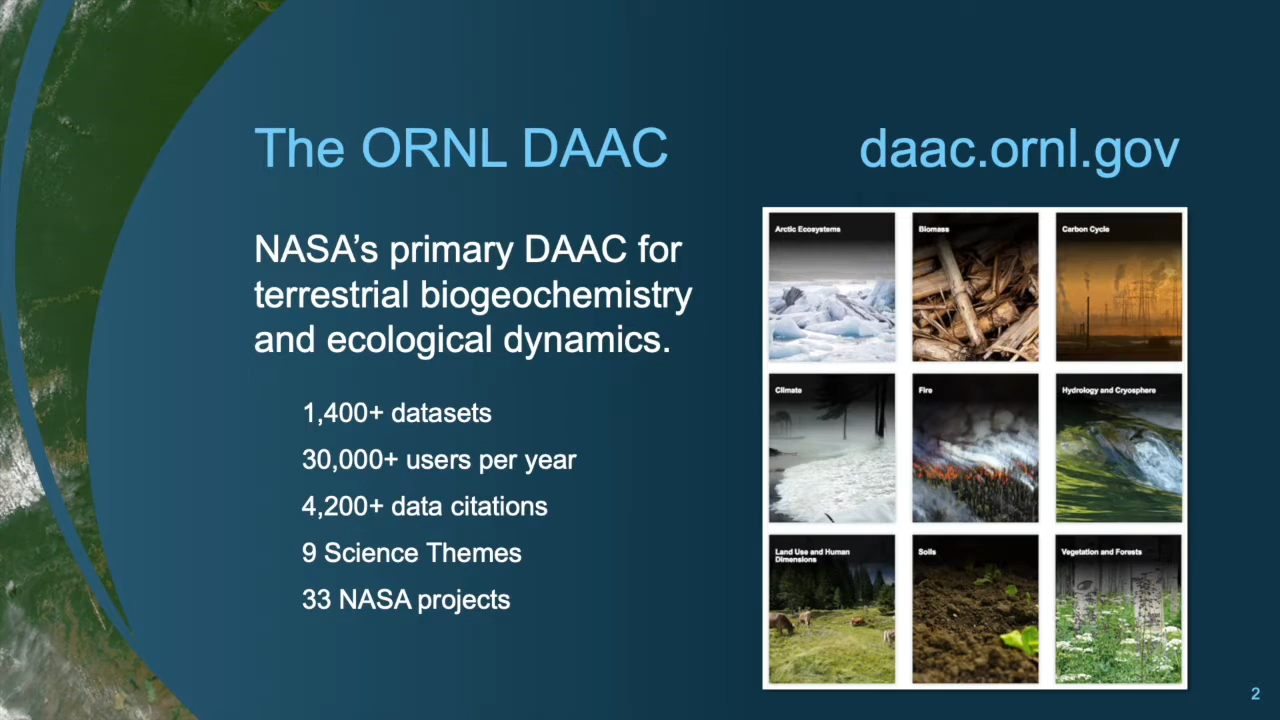 The ORNL DAAC
daac.ornl.gov
NASA’s primary DAAC for
terrestrial biogeochemistry
and ecological dynamics.
1,400+ datasets
30,000+ users per year
4,200+ data citations
9 Science Themes
33 NASA projects
Arctic Ecosystems
Biomass
Carbon Cycle
Climate
Fire
Hydrology and Cryosphere
Land Use and Human
Dimensions
Soils
Vegetation and Forests
2